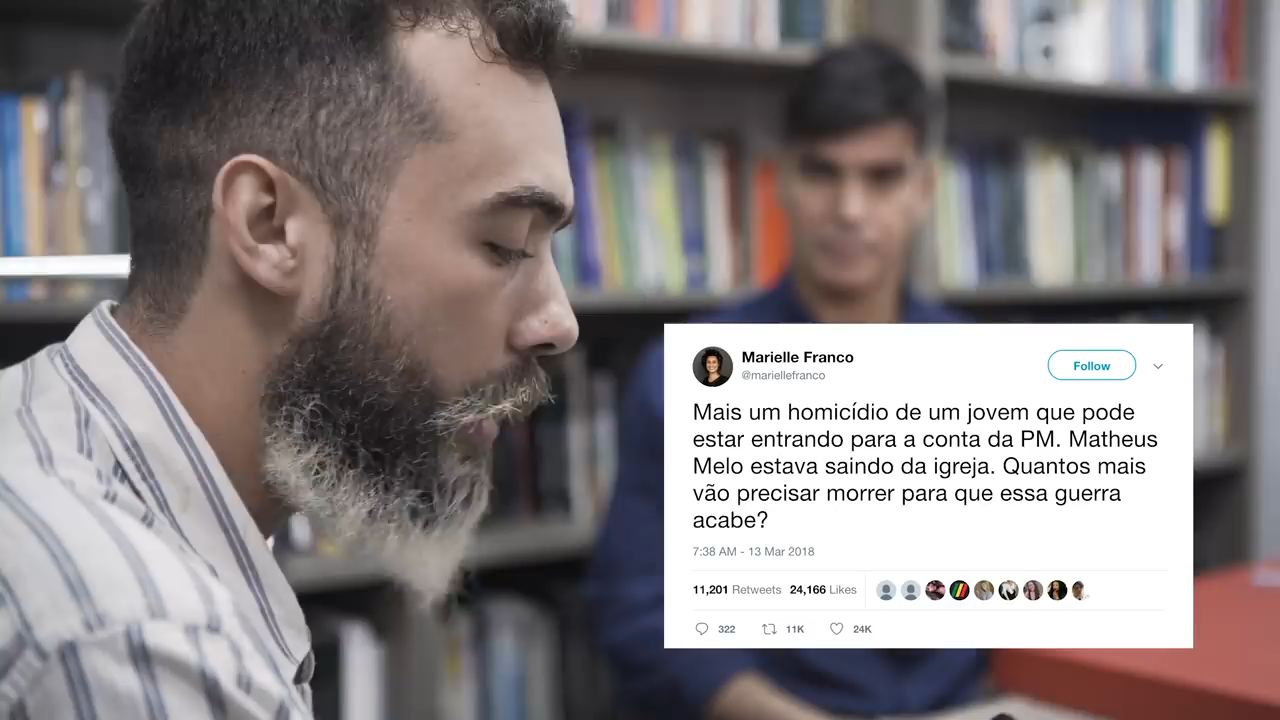 Marielle Franco
@mariellefranco
Follow
Mais um homicídio de um jovem que pode
estar entrando para a conta da PM. Matheus
Melo estava saindo da igreja. Quantos mais
vão precisar morrer para que essa guerra
acabe?
7:38 AM - 13 Mar 2018
11,201 Retweets 24,166 Likes
322 11K 24K